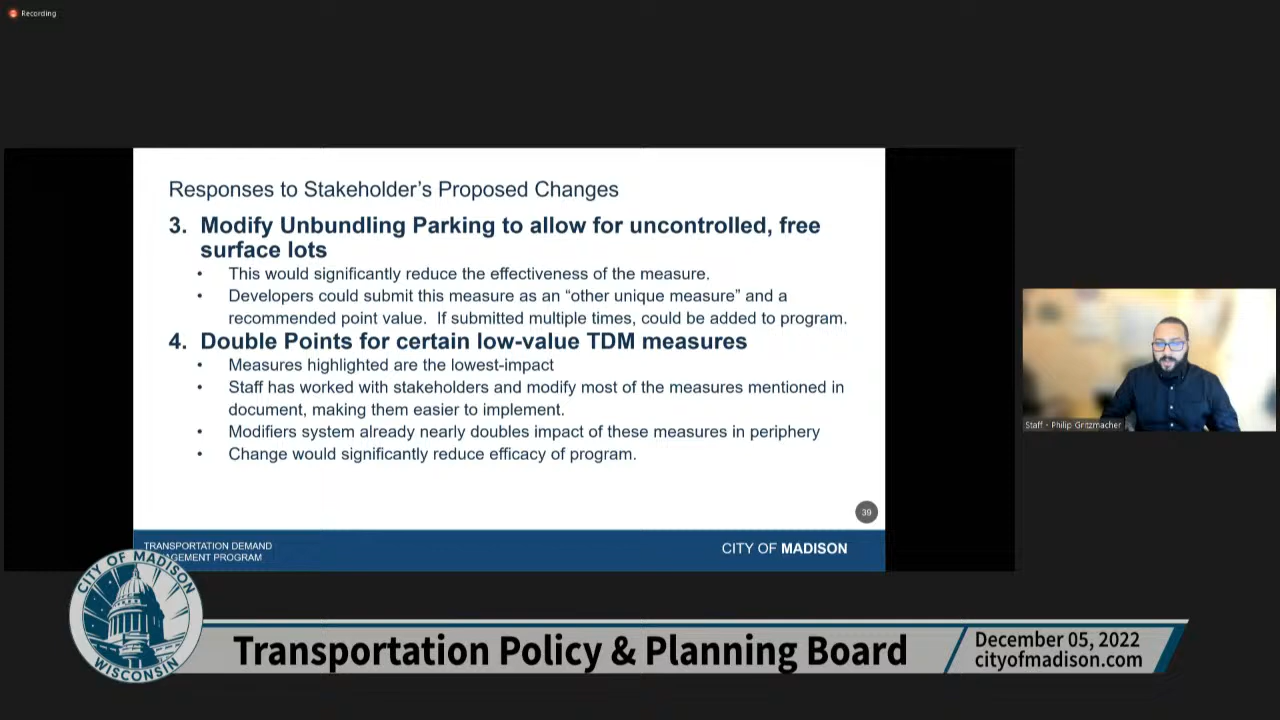 Recording
Responses to Stakeholder's Proposed Changes
3. Modify Unbundling Parking to allow for uncontrolled, free
surface lots
• This would significantly reduce the effectiveness of the measure.
• Developers could submit this measure as an “other unique measure” and a
recommended point value. If submitted multiple times, could be added to program.
4. Double Points for certain low-value TDM measures
• Measures highlighted are the lowest-impact
• Staff has worked with stakeholders and modify most of the measures mentioned in
document, making them easier to implement.
• Modifiers system already nearly doubles impact of these measures in periphery
• Change would significantly reduce efficacy of program.
39
TRANSPORTATION DEMAND
AGEMENT PROGRAM
CITY OF MADISON
Staff - Philip Gritzmacher
CITY OF MADISON
WISCONSIN
Transportation Policy & Planning Board
December 05, 2022
cityofmadison.com